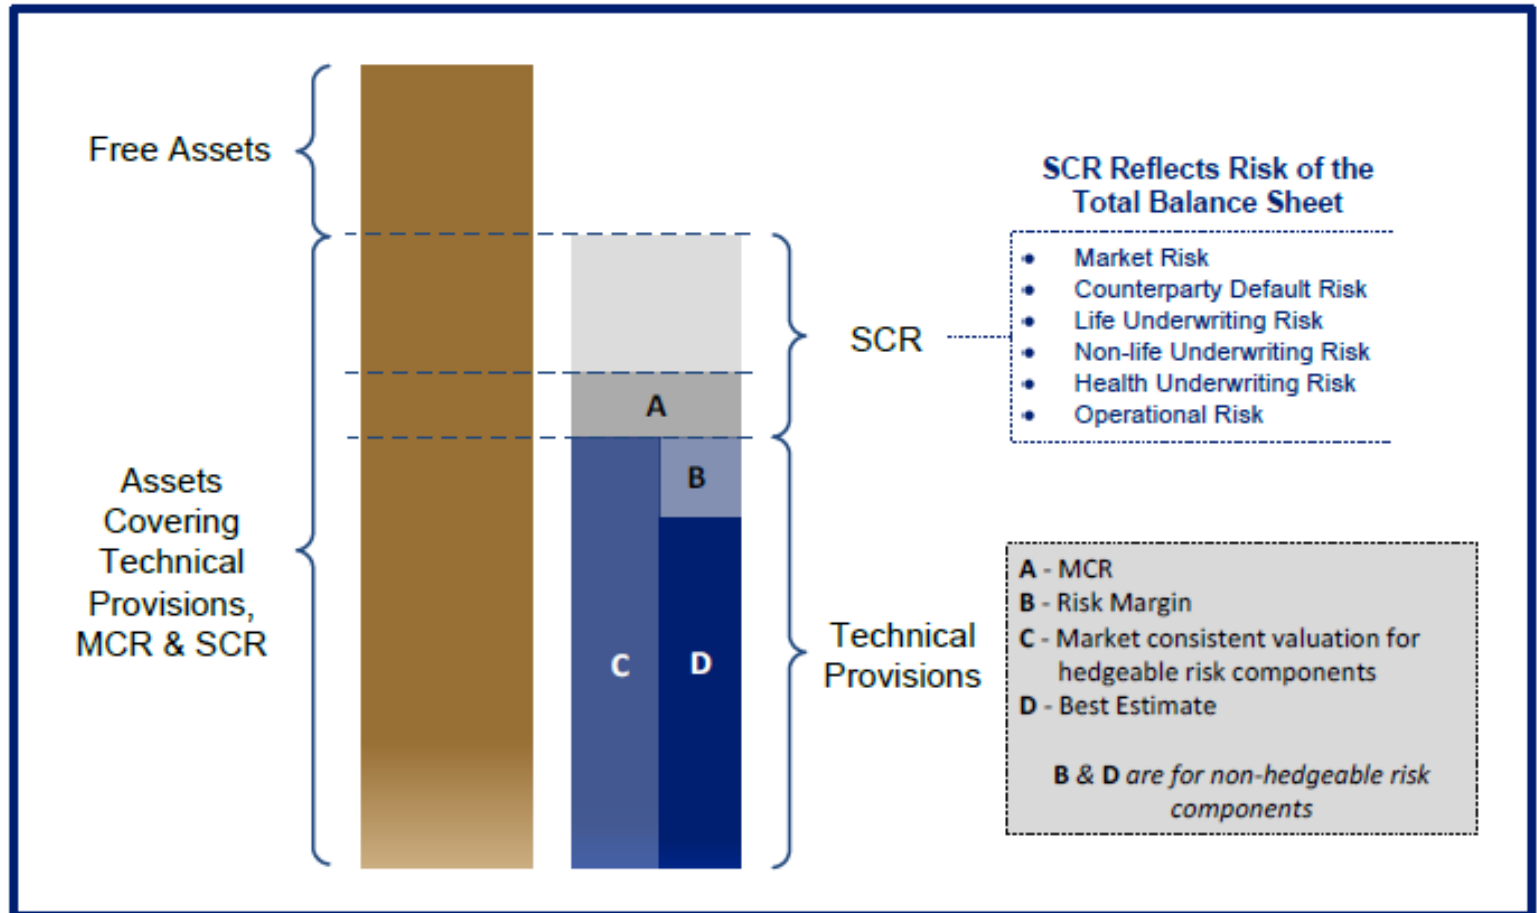 Free Assets
Assets
Covering
Technical
Provisions,
MCR & SCR
A
B
C
D
SCR
Technical
Provisions
SCR Reflects Risk of the
Total Balance Sheet
• Market Risk
• Counterparty Default Risk
• Life Underwriting Risk
• Non-life Underwriting Risk
• Health Underwriting Risk
• Operational Risk
A - MCR
B - Risk Margin
C - Market consistent valuation for
hedgeable risk components
D - Best Estimate
B & D are for non-hedgeable risk
components